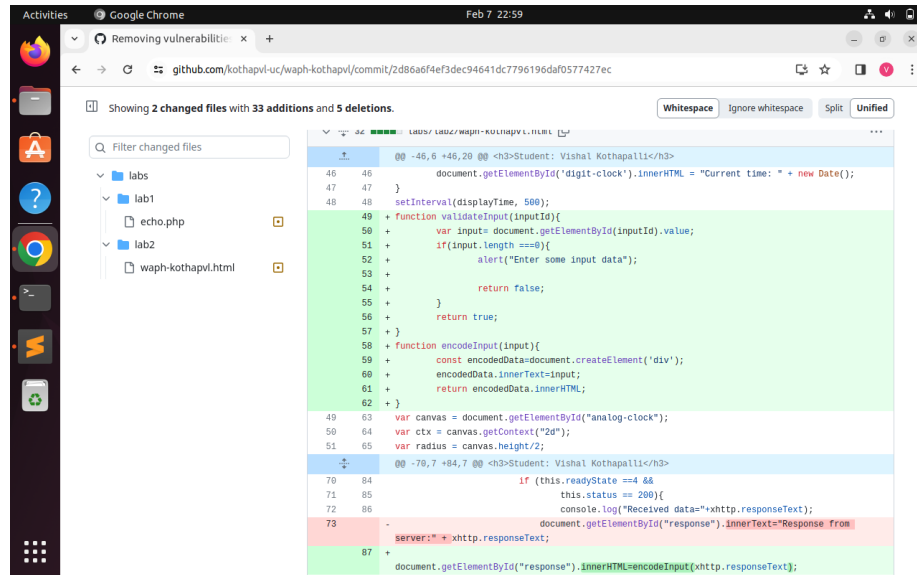 Activities
Google Chrome
Feb 7 22:59
Removing vulnerabilities
github.com/kothapvl-uc/waph-kothapvl/commit/2d86a6f4ef3dec94641dc7796196daf0577427ec
V
Showing 2 changed files with 33 additions and 5 deletions.
Whitespace
Ignore whitespace
Split
Unified
Filter changed files
labs
lab1
echo.php
lab2
waph-kothapvl.html
32 labs/lab2/waph-kothapvl.html
@@ -46,6 +46,20 @@ <h3>Student: Vishal Kothapalli</h3>
46 46 document.getElementById('digit-clock').innerHTML = "Current time: " + new Date();
47 47 }
48 48 setInterval(displayTime, 500);
49 + function validateInput(inputId){
50 + var input= document.getElementById(inputId).value;
51 + if(input.length ===0){
52 + alert("Enter some input data");
53 +
54 + return false;
55 + }
56 + return true;
57 + }
58 + function encodeInput(input){
59 + const encodedData=document.createElement('div');
60 + encodedData.innerText=input;
61 + return encodedData.innerHTML;
62 + }
49 63 var canvas = document.getElementById("analog-clock");
50 64 var ctx = canvas.getContext("2d");
51 65 var radius = canvas.height/2;
@@ -70,7 +84,7 @@ <h3>Student: Vishal Kothapalli</h3>
70 84 if (this.readyState ==4 &&
71 85 this.status == 200){
72 86 console.log("Received data="+xhttp.responseText);
73 - document.getElementById("response").innerText="Response from
server:" + xhttp.responseText;
87 +
document.getElementById("response").innerHTML=encodeInput(xhttp.responseText);